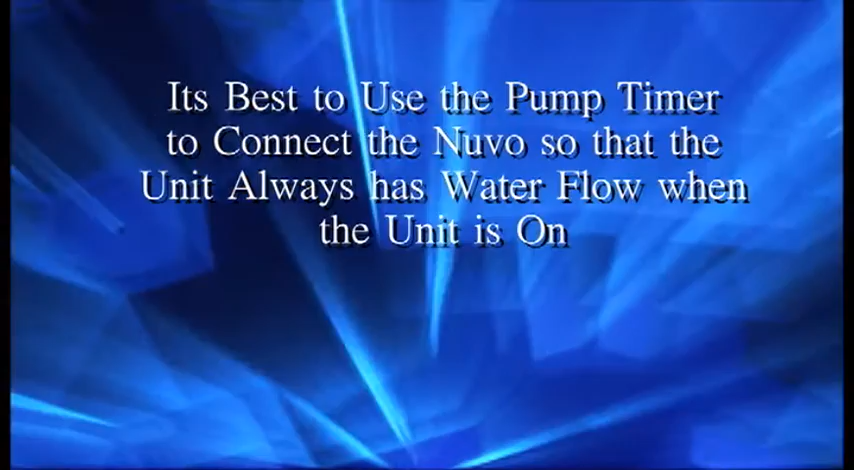 Its Best to Use the Pump Timer
to Connect the Nuvo so that the
Unit Always has Water Flow when
the Unit is On